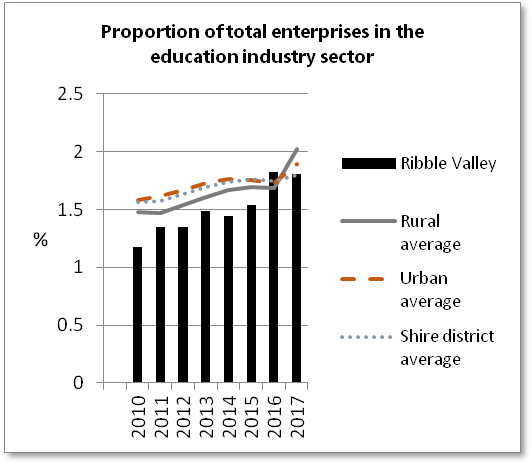 Proportion of total enterprises in the
education industry sector
2.5
2
1.5
1
0.5
0
%
2010
2011
2012
2013
2014
2015
2016
2017
Ribble Valley
Rural
average
Urban
average
Shire district
average